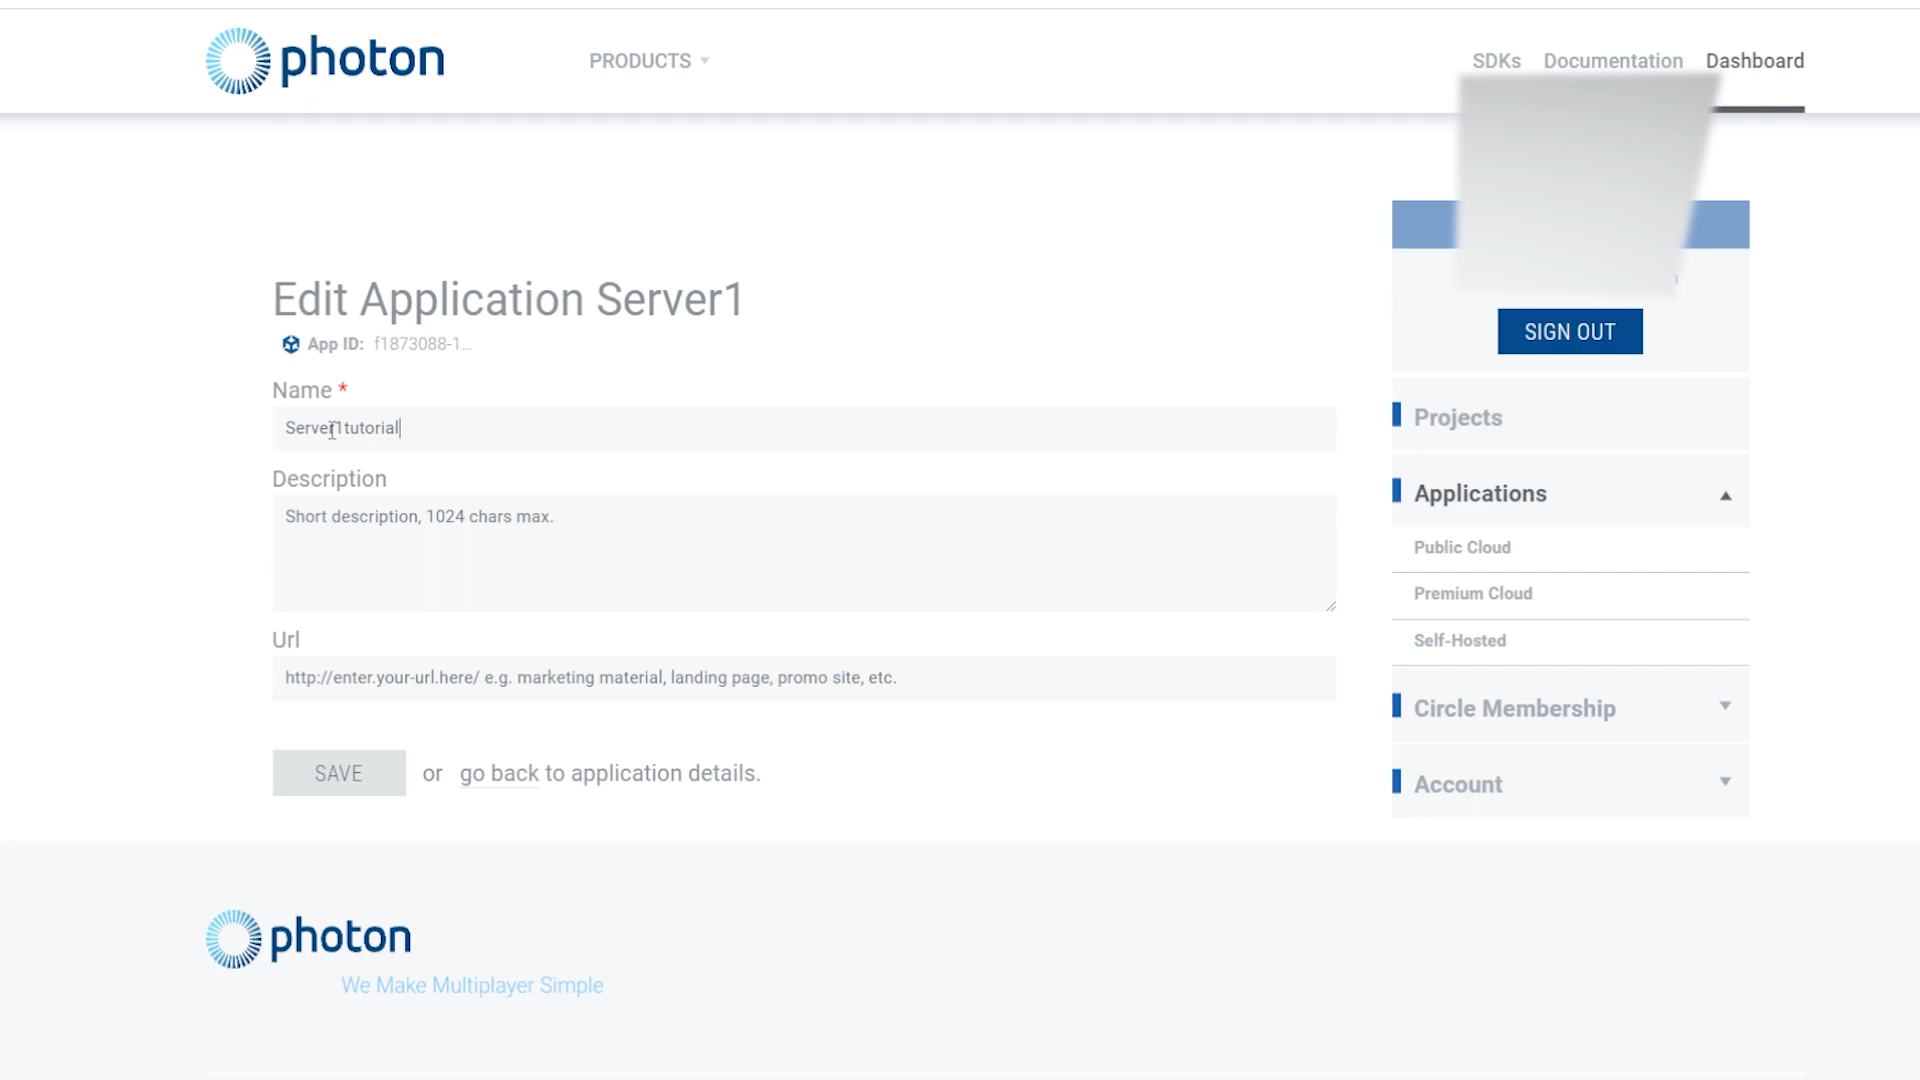 photon
PRODUCTS
SDKs Documentation Dashboard
Edit Application Server1
App ID: f1873088-1...
Name *
Server1tutorial
Description
Short description, 1024 chars max.
Url
http://enter.your-url.here/ e.g. marketing material, landing page, promo site, etc.
SAVE or go back to application details.
SIGN OUT
Projects
Applications
Public Cloud
Premium Cloud
Self-Hosted
Circle Membership
Account
photon
We Make Multiplayer Simple